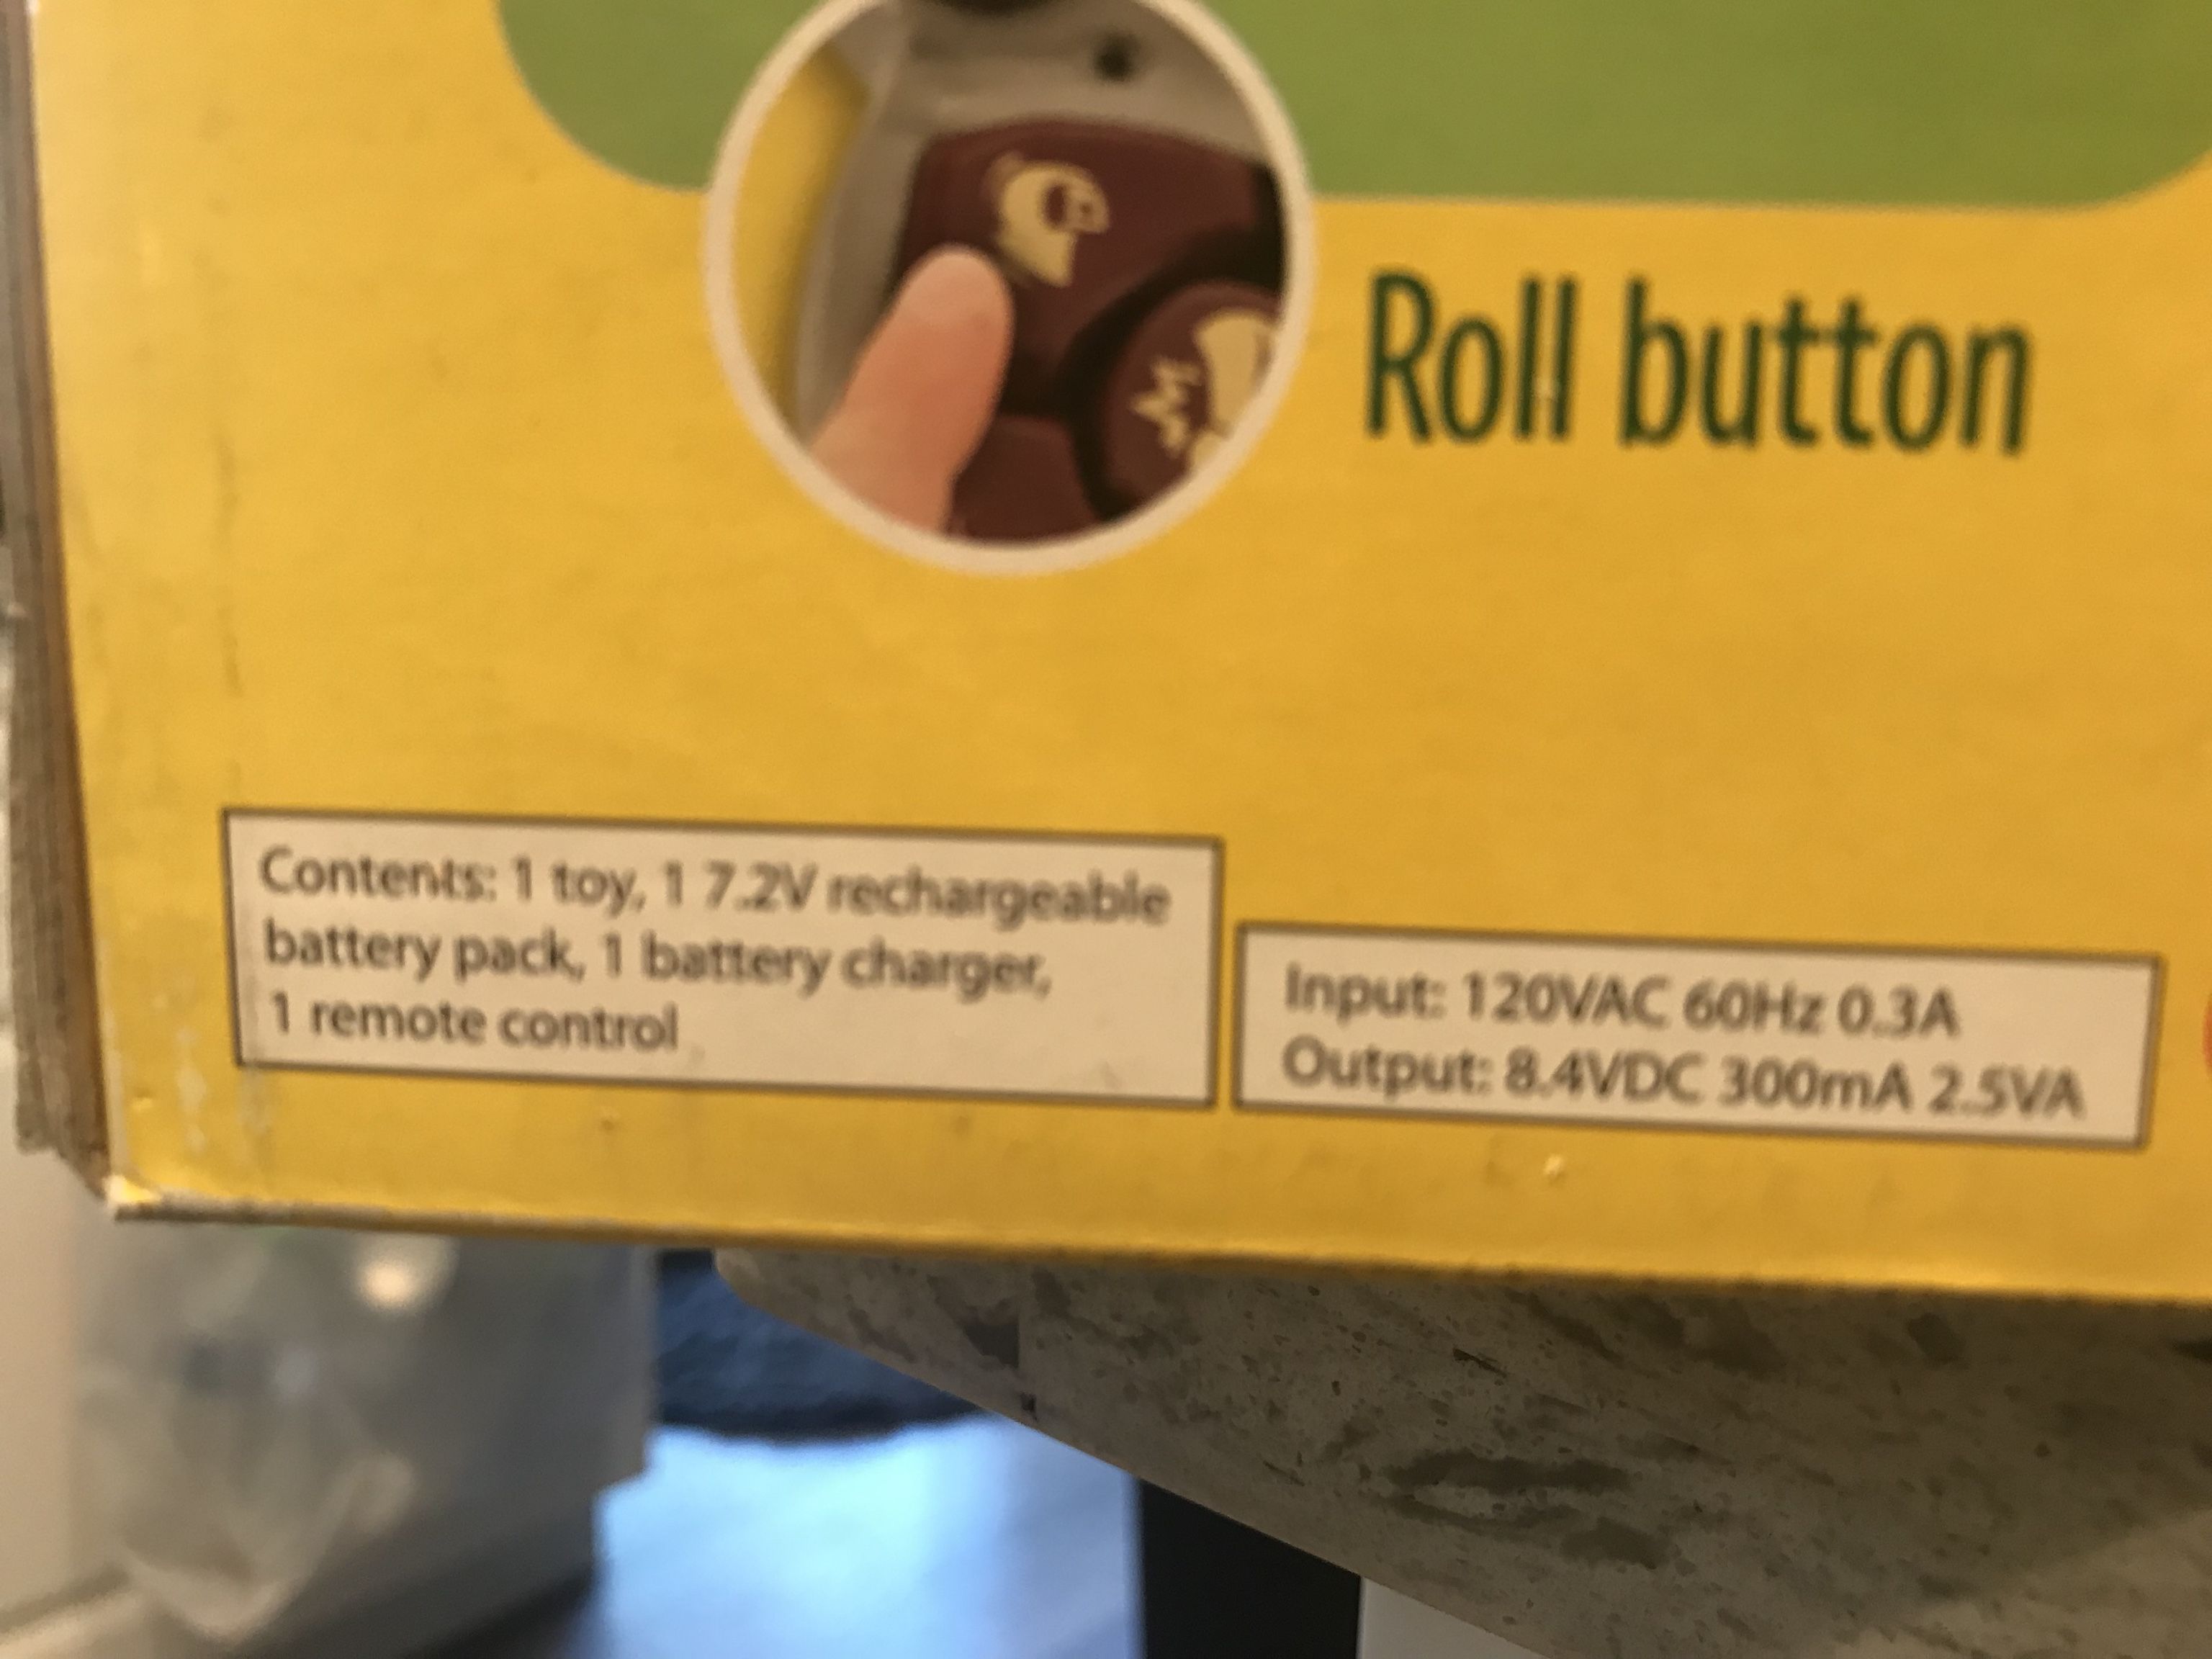 Roll button
Contents: 1 toy, 1 7.2V rechargeable
battery pack, 1 battery charger,
1 remote control
Input: 120VAC 60Hz 0.3A
Output: 8.4VDC 300mA 2.5VA